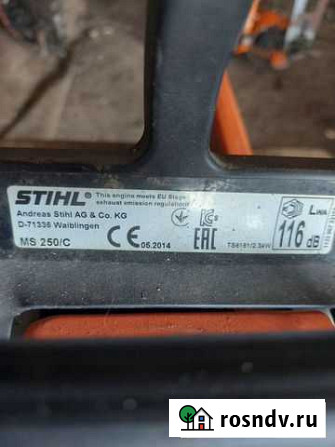 STIHL
This engine meets EU Stage
exhaust emission regulations
Andreas Stihl AG & Co. KG
D-71336 Waiblingen
MS 250/C
CE 05.2014
EAC
LWA
116 dB
rosndv.ru